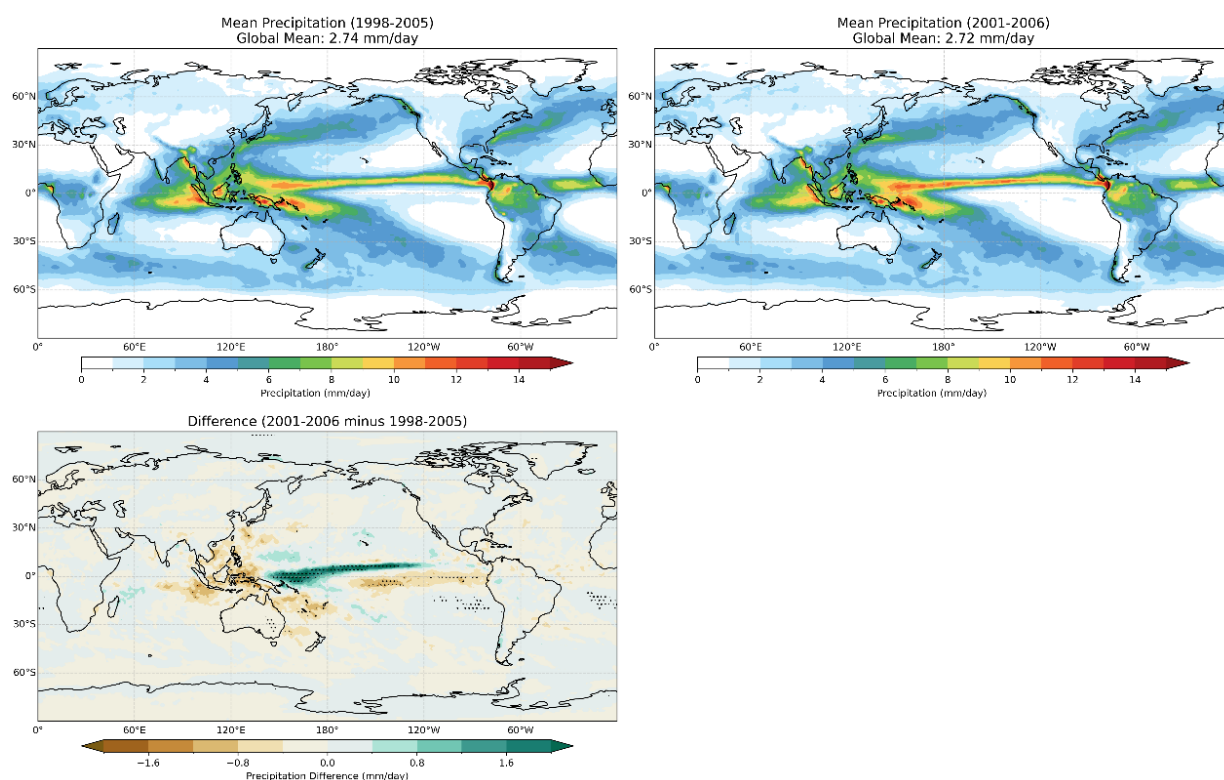 Mean Precipitation (1998-2005)
Global Mean: 2.74 mm/day
60°N
30°N
0°
30°S
60°S
0° 60°E 120°E 180° 120°W 60°W
0 2 4 6 8 10 12 14
Precipitation (mm/day)
Mean Precipitation (2001-2006)
Global Mean: 2.72 mm/day
60°N
30°N
0°
30°S
60°S
0° 60°E 120°E 180° 120°W 60°W
0 2 4 6 8 10 12 14
Precipitation (mm/day)
Difference (2001-2006 minus 1998-2005)
60°N
30°N
0°
30°S
60°S
0° 60°E 120°E 180° 120°W 60°W
−1.6 −0.8 0.0 0.8 1.6
Precipitation Difference (mm/day)